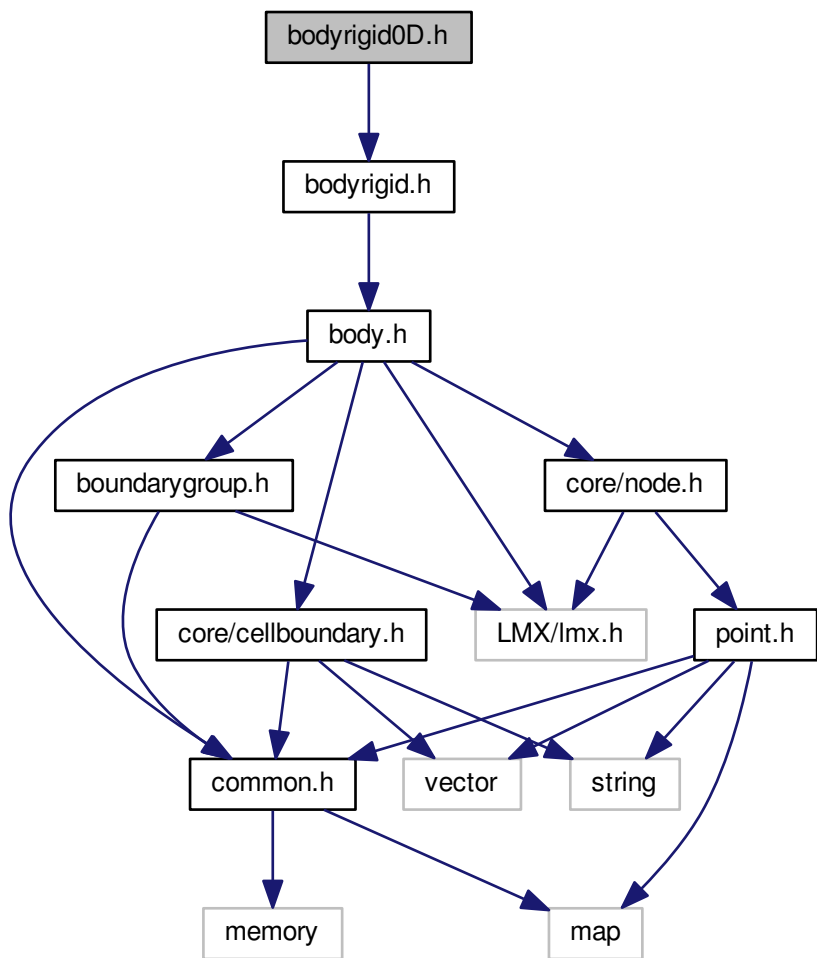 bodyrigid0D.h
bodyrigid.h
body.h
boundarygroup.h
core/node.h
core/cellboundary.h
LMX/lmx.h
point.h
common.h
vector
string
memory
map